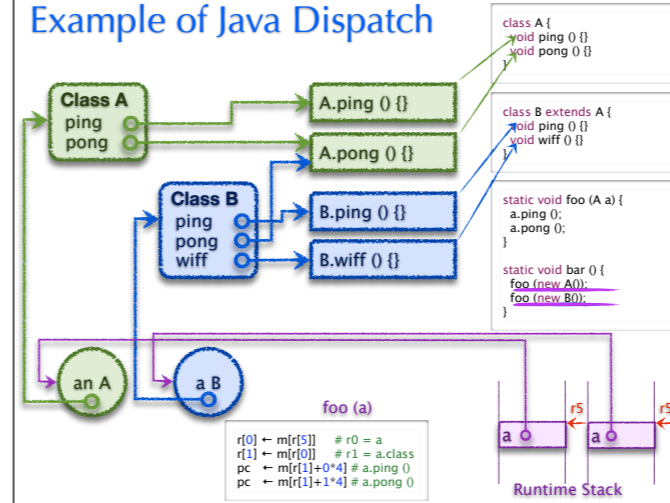 Example of Java Dispatch
class A {
void ping () {}
void pong () {}
}
Class A
ping
pong
A.ping () {}
A.pong () {}
class B extends A {
void ping () {}
void wiff () {}
}
Class B
ping
pong
wiff
B.ping () {}
B.wiff () {}
static void foo (A a) {
a.ping ();
a.pong ();
}
static void bar () {
foo (new A());
foo (new B());
}
an A
a B
foo (a)
r[0] ← m[r[5]] # r0 = a
r[1] ← m[r[0]] # r1 = a.class
pc ← m[r[1]+0*4] # a.ping ()
pc ← m[r[1]+1*4] # a.pong ()
r5
r5
a
a
Runtime Stack